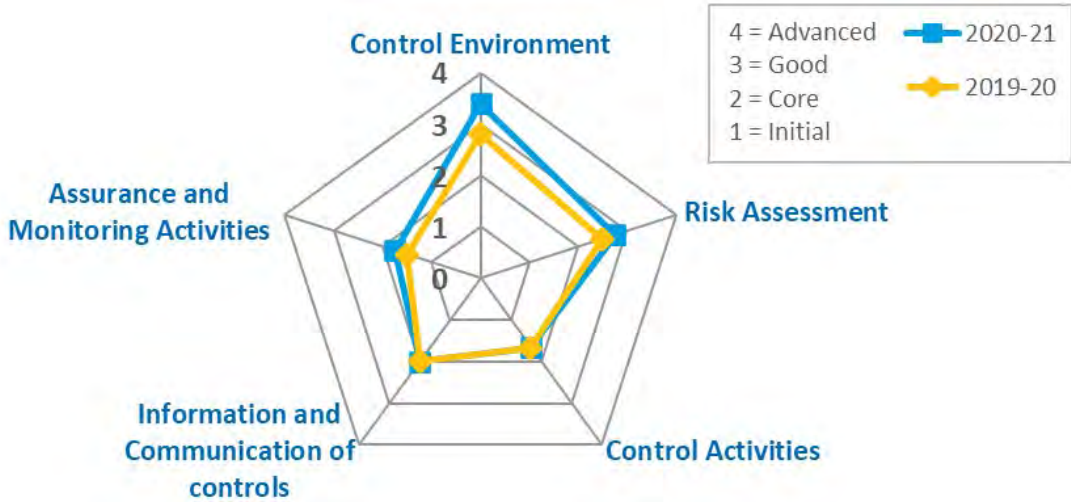 4 = Advanced
3 = Good
2 = Core
1 = Initial
2020-21
2019-20
Control Environment
4
3
2
1
0
Risk Assessment
Control Activities
Information and
Communication of
controls
Assurance and
Monitoring Activities